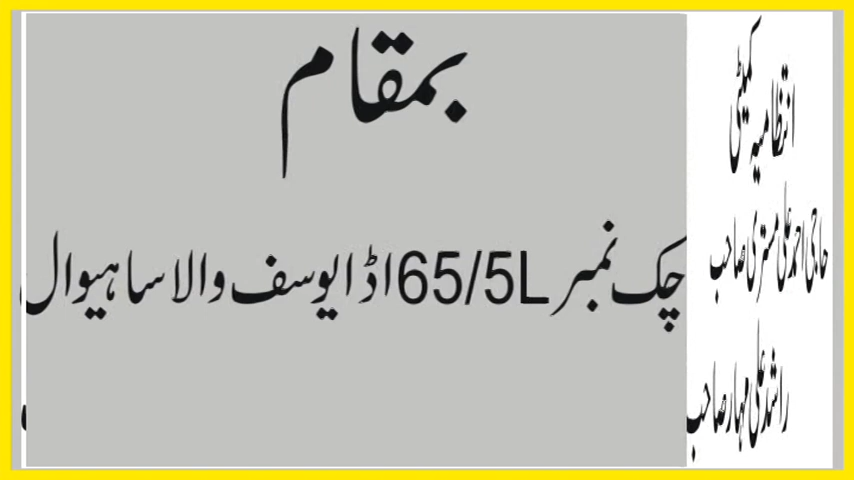 بمقام
چک نمبر 65/5L اڈا یوسف والا ساہیوال
انتظامیہ کمیٹی
حاجی احمد علی مستری صاحب
راشد علی مہار صاحب